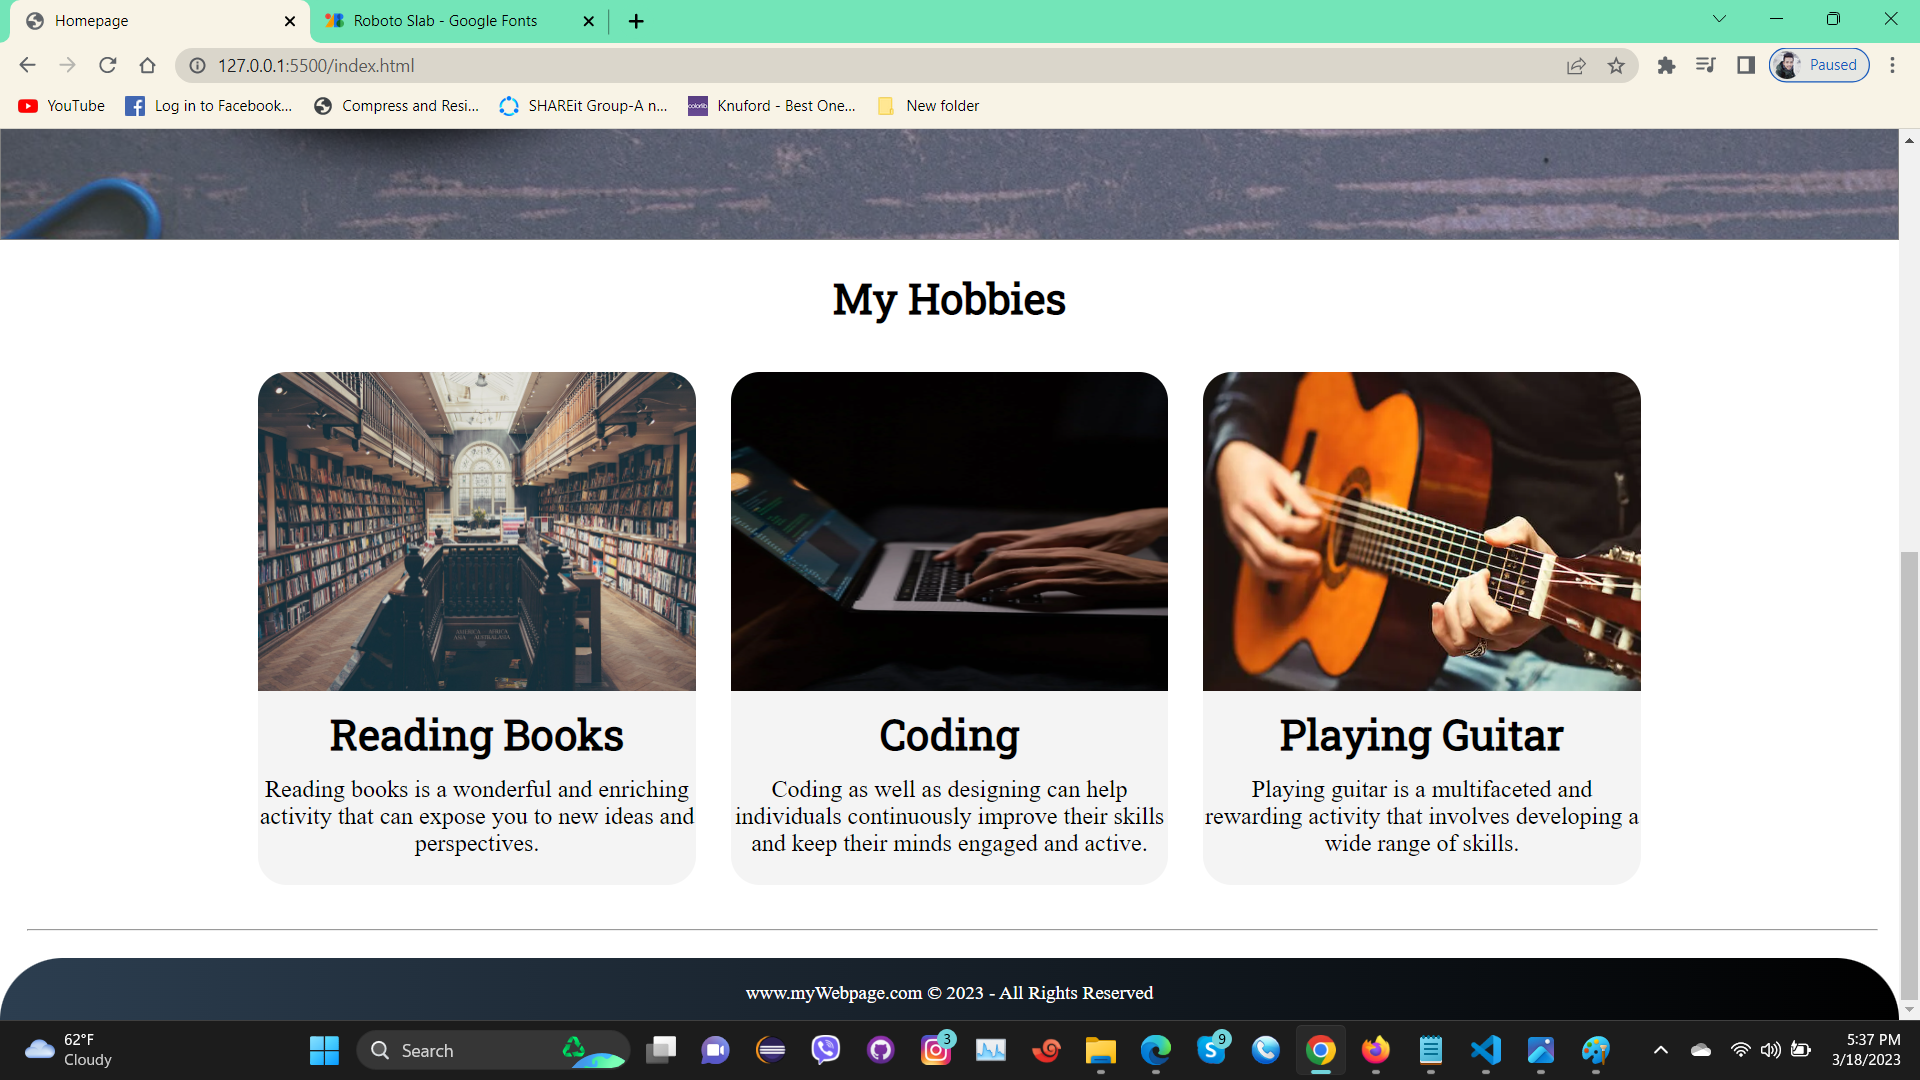 Homepage
Roboto Slab - Google Fonts
127.0.0.1:5500/index.html
Paused
YouTube
Log in to Facebook...
Compress and Resi...
SHAREit Group-A n...
Knuford - Best One...
New folder
My Hobbies
Reading Books
Reading books is a wonderful and enriching
activity that can expose you to new ideas and
perspectives.
Coding
Coding as well as designing can help
individuals continuously improve their skills
and keep their minds engaged and active.
Playing Guitar
Playing guitar is a multifaceted and
rewarding activity that involves developing a
wide range of skills.
www.myWebpage.com © 2023 - All Rights Reserved
62°F
Cloudy
Search
3
9
5:37 PM
3/18/2023